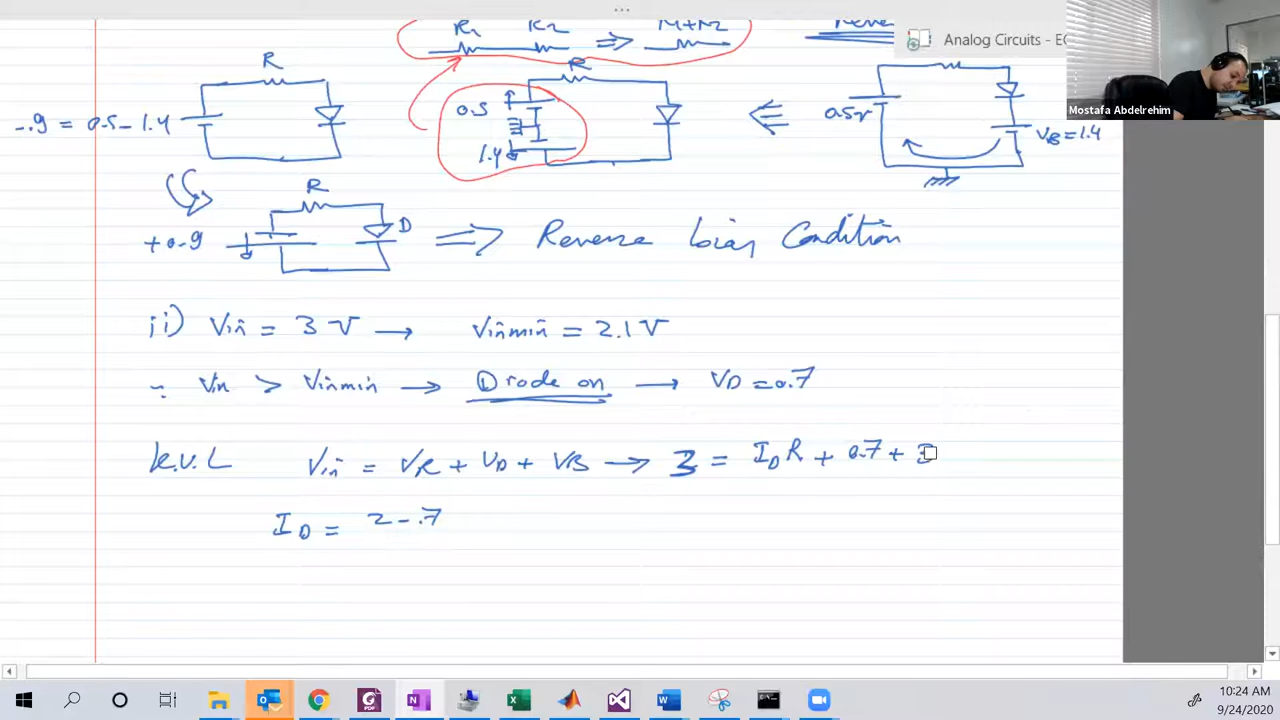 R1 R2 ⇒ R1+R2
Analog Circuits - EC
Mostafa Abdelrehim
R
-.9 = 0.5 - 1.4
R
0.5
1.4
⇐
0.5v
VB = 1.4
R
+0.9
D
⇒ Reverse bias Condition
ii) Vin = 3 V → Vinmin = 2.1 V
∵ Vin > Vinmin → Diode on → VD = 0.7
K.V.L Vin = VR + VD + VB → 3 = ID R + 0.7 +
ID = 2 - .7
10:24 AM
9/24/2020